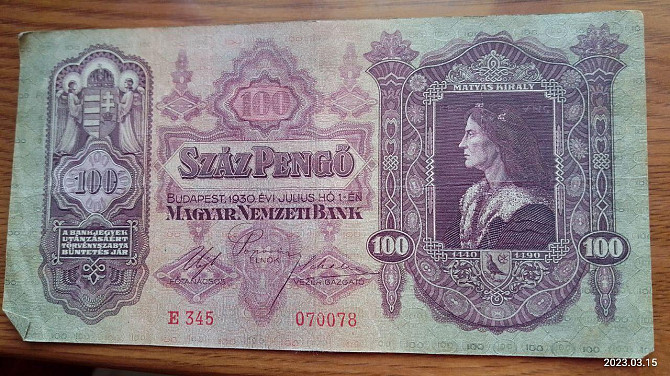 MÁTYÁS KIRÁLY
100
SZÁZ PENGŐ
100
BUDAPEST, 1930. ÉVI JÚLIUS HÓ 1-ÉN
MAGYAR NEMZETI BANK
A BANKJEGYEK
UTÁNZÁSÁÉRT
TÖRVÉNYSZABTA
BÜNTETÉS JÁR
ELNÖK
FŐTANÁCSOS
VEZÉRIGAZGATÓ
E 345
070078
100
100
1440
1490
2023.03.15